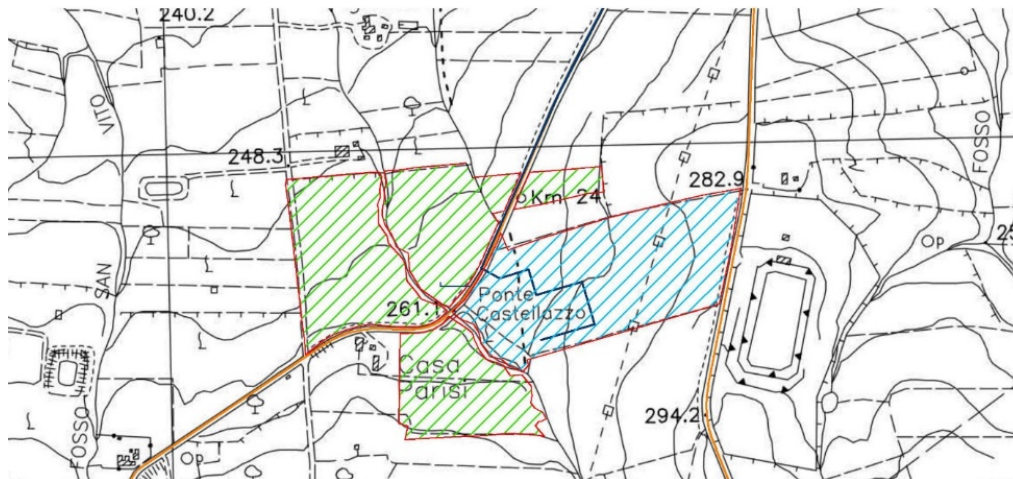 240.2
VITO
FOSSO
248.3
Km 24
282.9
Op
SAN
261.1
Ponte
Castellazzo
Casa
Parisi
294.2
FOSSO
Op